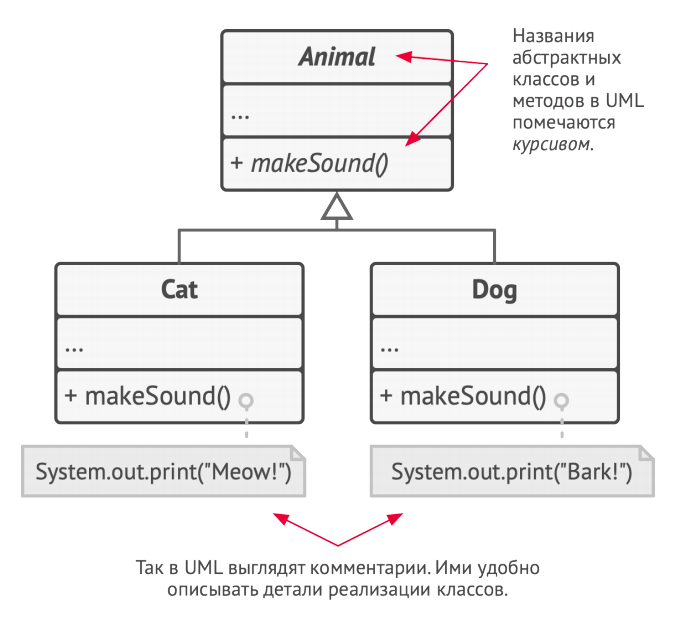 Animal
...
+ makeSound()
Названия
абстрактных
классов и
методов в UML
помечаются
курсивом.
Cat
...
+ makeSound()
System.out.print("Meow!")
Dog
...
+ makeSound()
System.out.print("Bark!")
Так в UML выглядят комментарии. Ими удобно
описывать детали реализации классов.